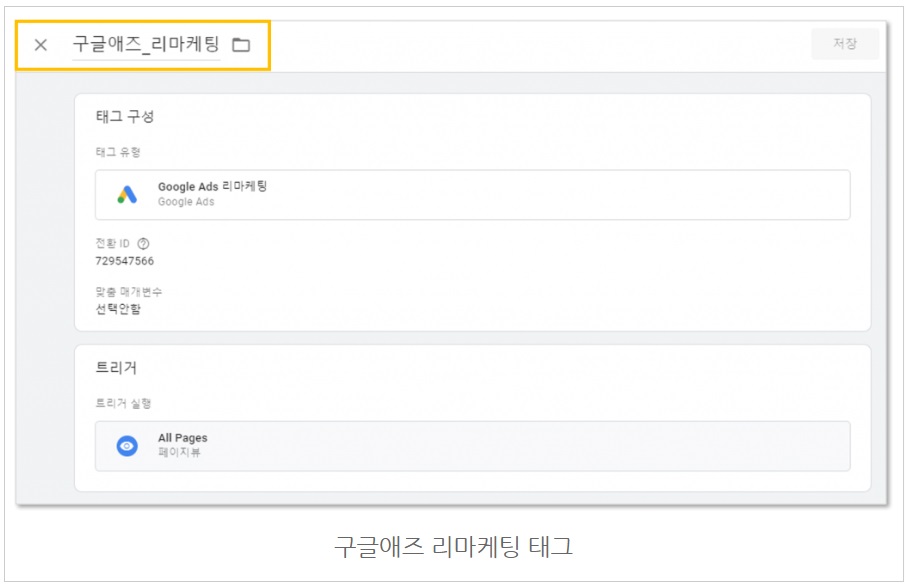 구글애즈_리마케팅
저장
태그 구성
태그 유형
Google Ads 리마케팅
Google Ads
전환 ID
729547566
맞춤 매개변수
선택안함
트리거
트리거 실행
All Pages
페이지뷰
구글애즈 리마케팅 태그